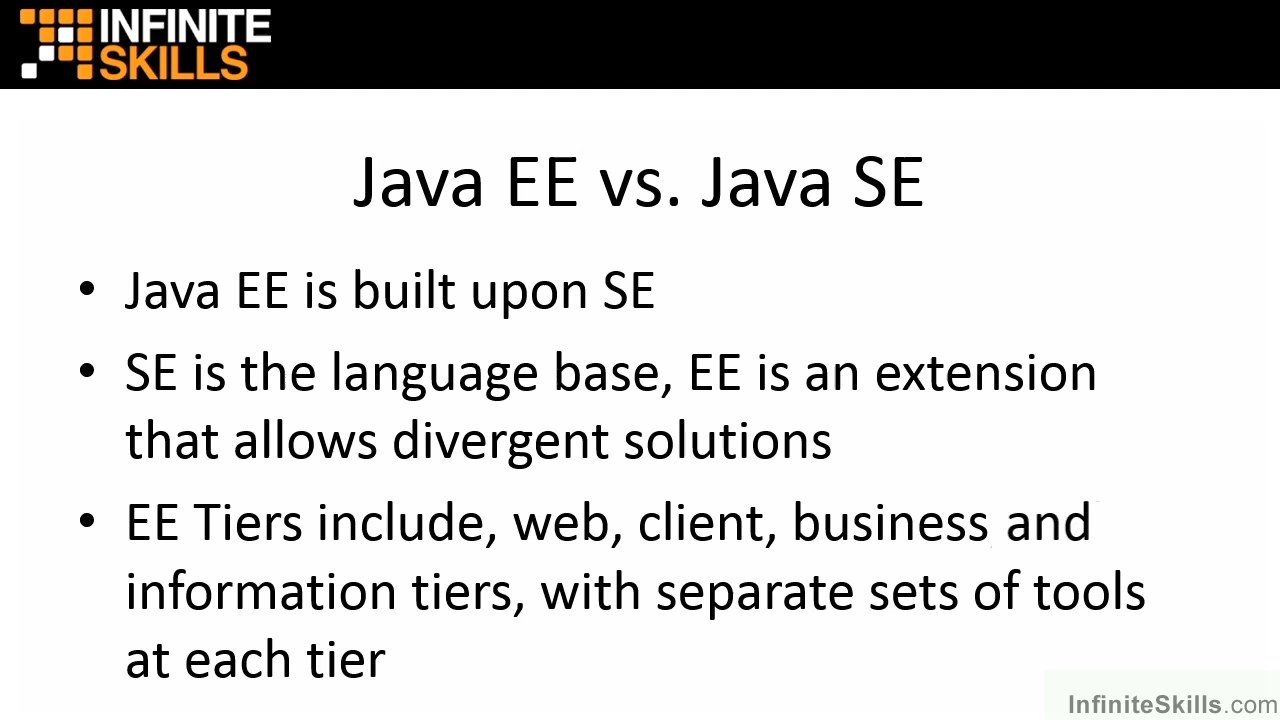 INFINITE
SKILLS
Java EE vs. Java SE
• Java EE is built upon SE
• SE is the language base, EE is an extension
that allows divergent solutions
• EE Tiers include, web, client, business and
information tiers, with separate sets of tools
at each tier
InfiniteSkills.com